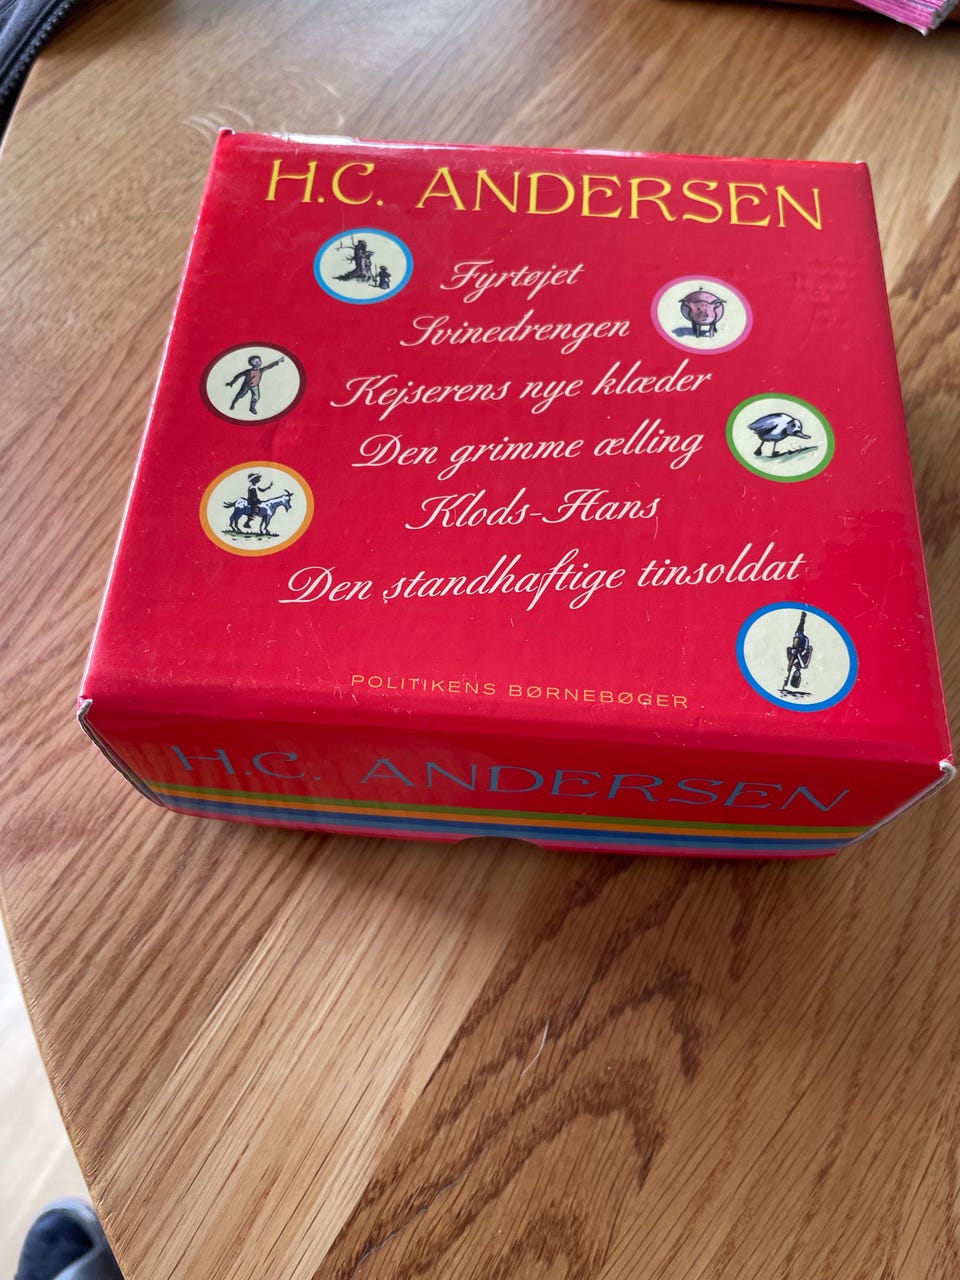 H.C. ANDERSEN
Fyrtøjet
Svinedrengen
Kejserens nye klæder
Den grimme ælling
Klods-Hans
Den standhaftige tinsoldat
POLITIKENS BØRNEBØGER
H.C. ANDERSEN